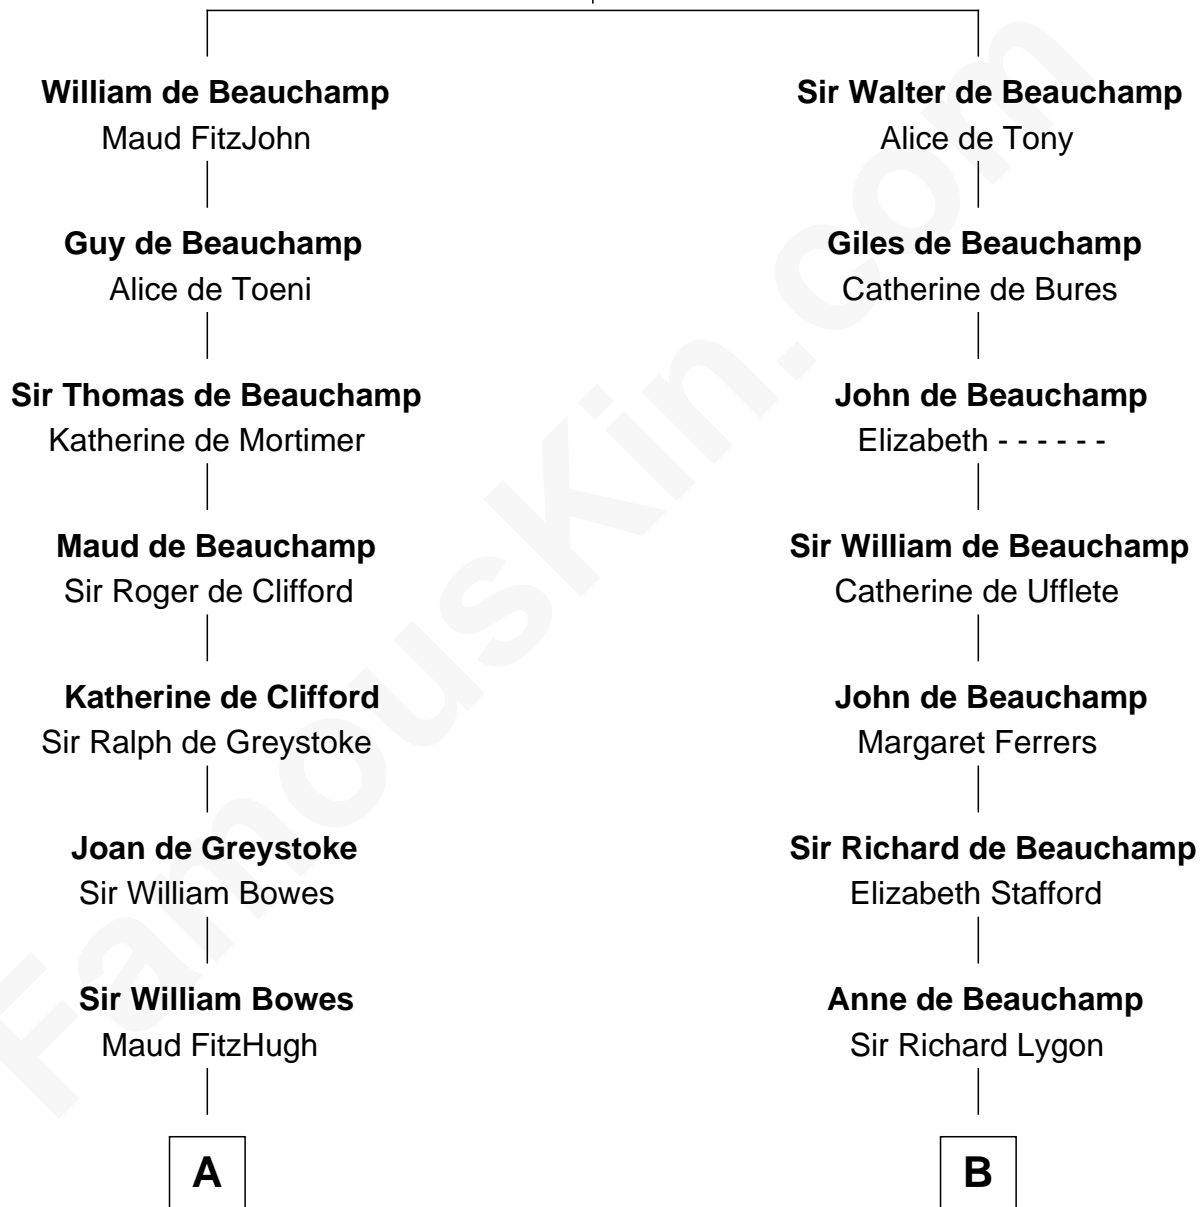 William de Beauchamp
Maud FitzJohn
Guy de Beauchamp
Alice de Toeni
Sir Thomas de Beauchamp
Katherine de Mortimer
Maud de Beauchamp
Sir Roger de Clifford
Katherine de Clifford
Sir Ralph de Greystoke
Joan de Greystoke
Sir William Bowes
Sir William Bowes
Maud FitzHugh
A
Sir Walter de Beauchamp
Alice de Tony
Giles de Beauchamp
Catherine de Bures
John de Beauchamp
Elizabeth - - - - - -
Sir William de Beauchamp
Catherine de Ufflete
John de Beauchamp
Margaret Ferrers
Sir Richard de Beauchamp
Elizabeth Stafford
Anne de Beauchamp
Sir Richard Lygon
B
FamousKin.com